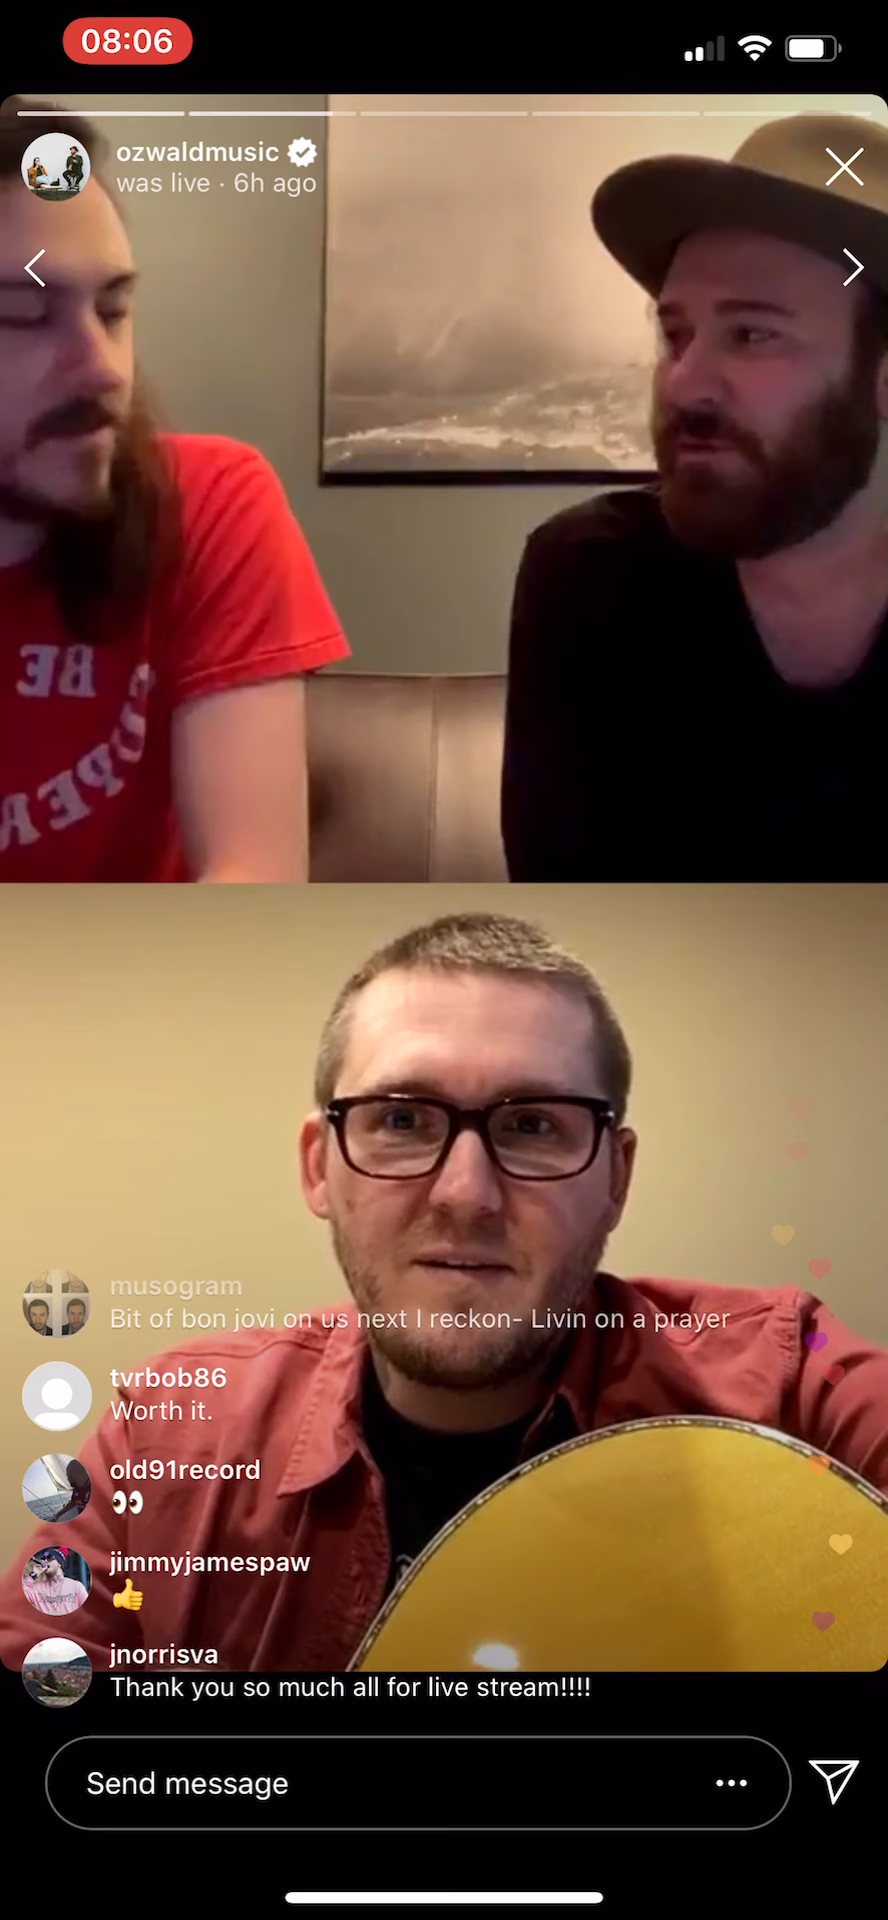 08:06
ozwaldmusic
was live · 6h ago
BE
musogram
Bit of bon jovi on us next I reckon- Livin on a prayer
tvrbob86
Worth it.
old91record
👀
jimmyjamespaw
👍
jnorrisva
Thank you so much all for live stream!!!!
Send message